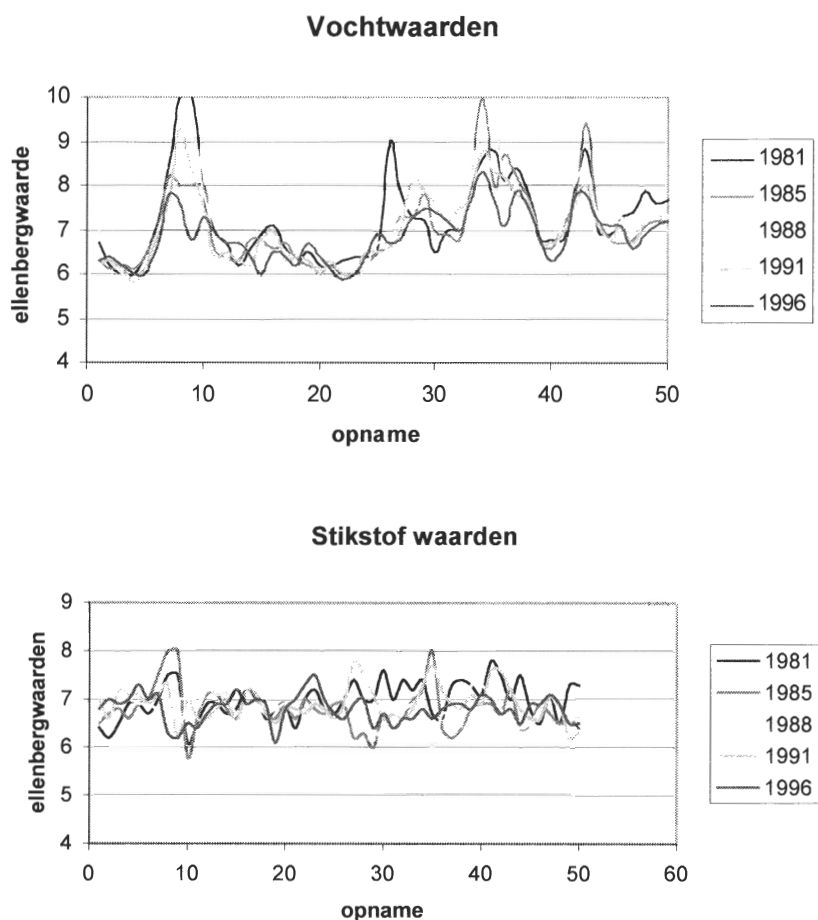 Vochtwaarden
ellenbergwaarde
10
9
8
7
6
5
4
0 10 20 30 40 50
opname
1981
1985
1988
1991
1996
Stikstof waarden
ellenbergwaarden
9
8
7
6
5
4
0 10 20 30 40 50 60
opname
1981
1985
1988
1991
1996